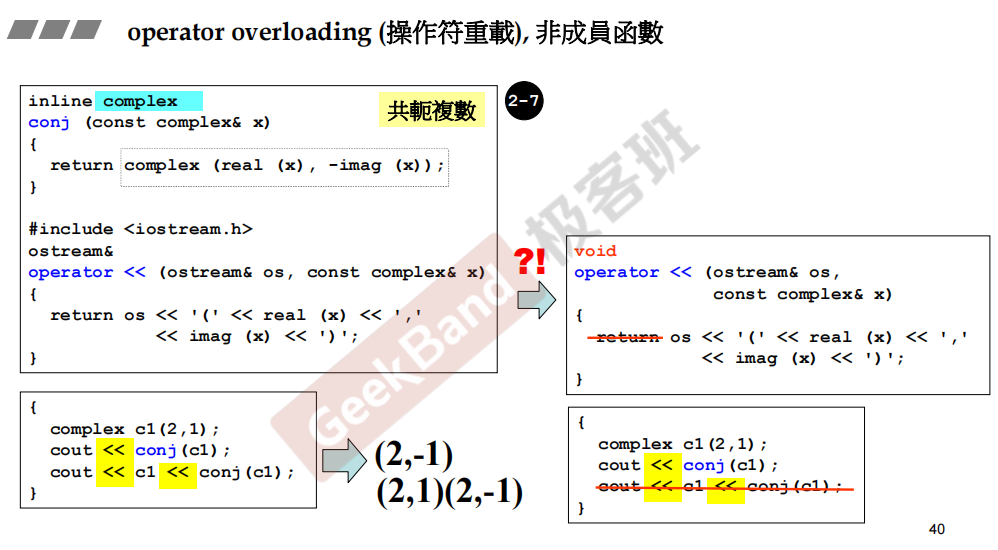 operator overloading (操作符重載), 非成員函數
inline complex
conj (const complex& x)
{
return complex (real (x), -imag (x));
}
共軛複數
2-7
#include <iostream.h>
ostream&
operator << (ostream& os, const complex& x)
{
return os << '(' << real (x) << ','
<< imag (x) << ')';
}
?!
void
operator << (ostream& os,
const complex& x)
{
return os << '(' << real (x) << ','
<< imag (x) << ')';
}
{
complex c1(2,1);
cout << conj(c1);
cout << c1 << conj(c1);
}
(2,-1)
(2,1)(2,-1)
{
complex c1(2,1);
cout << conj(c1);
cout << c1 << conj(c1);
}
GeekBand 极客班
40